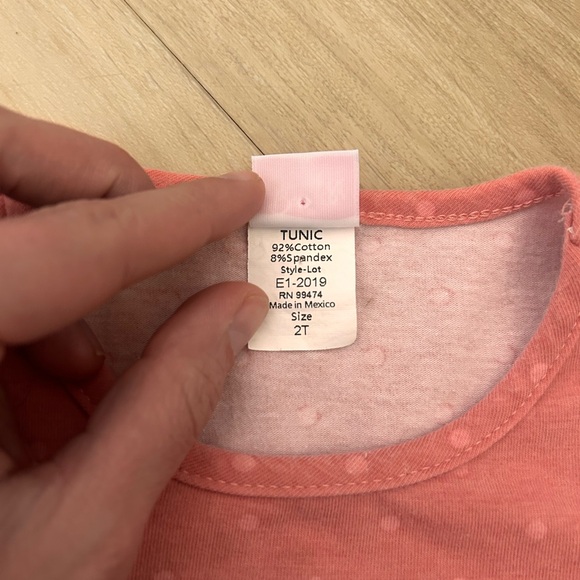 TUNIC
92%Cotton
8%Spandex
Style-Lot
E1-2019
RN 99474
Made in Mexico
Size
2T